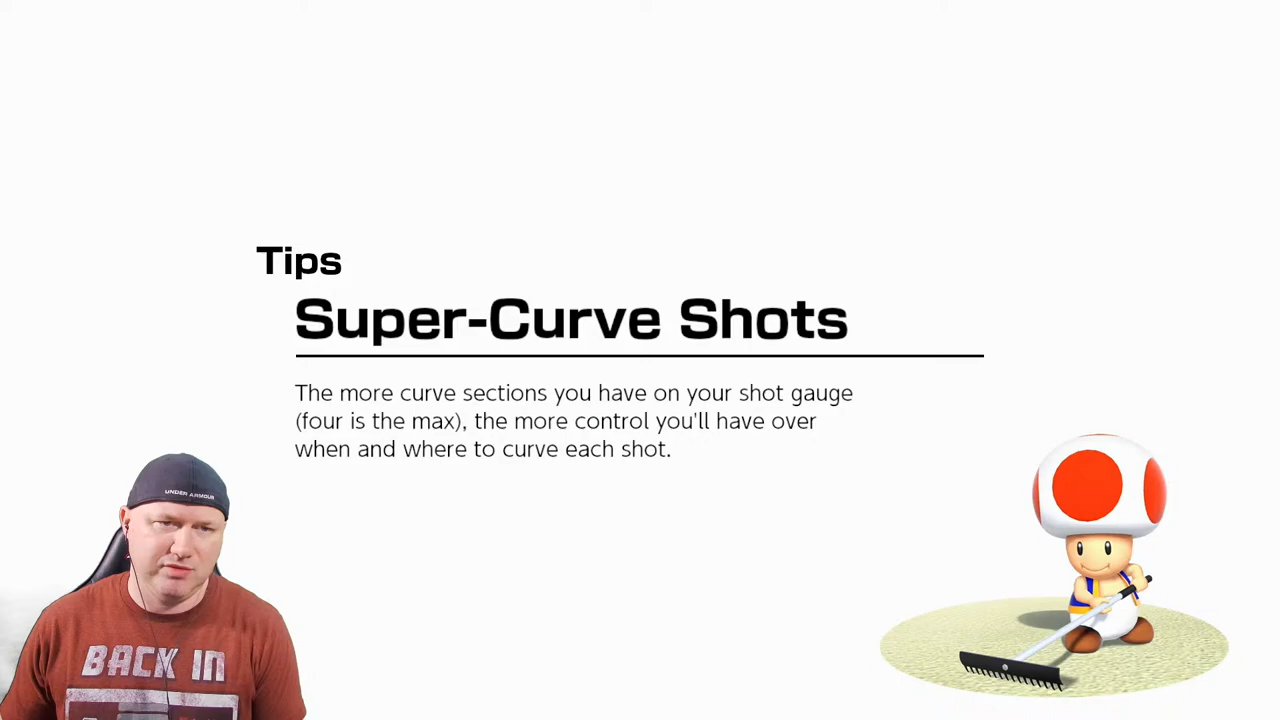 Tips
Super-Curve Shots
The more curve sections you have on your shot gauge
(four is the max), the more control you'll have over
when and where to curve each shot.
UNDER ARMOUR
BACK IN